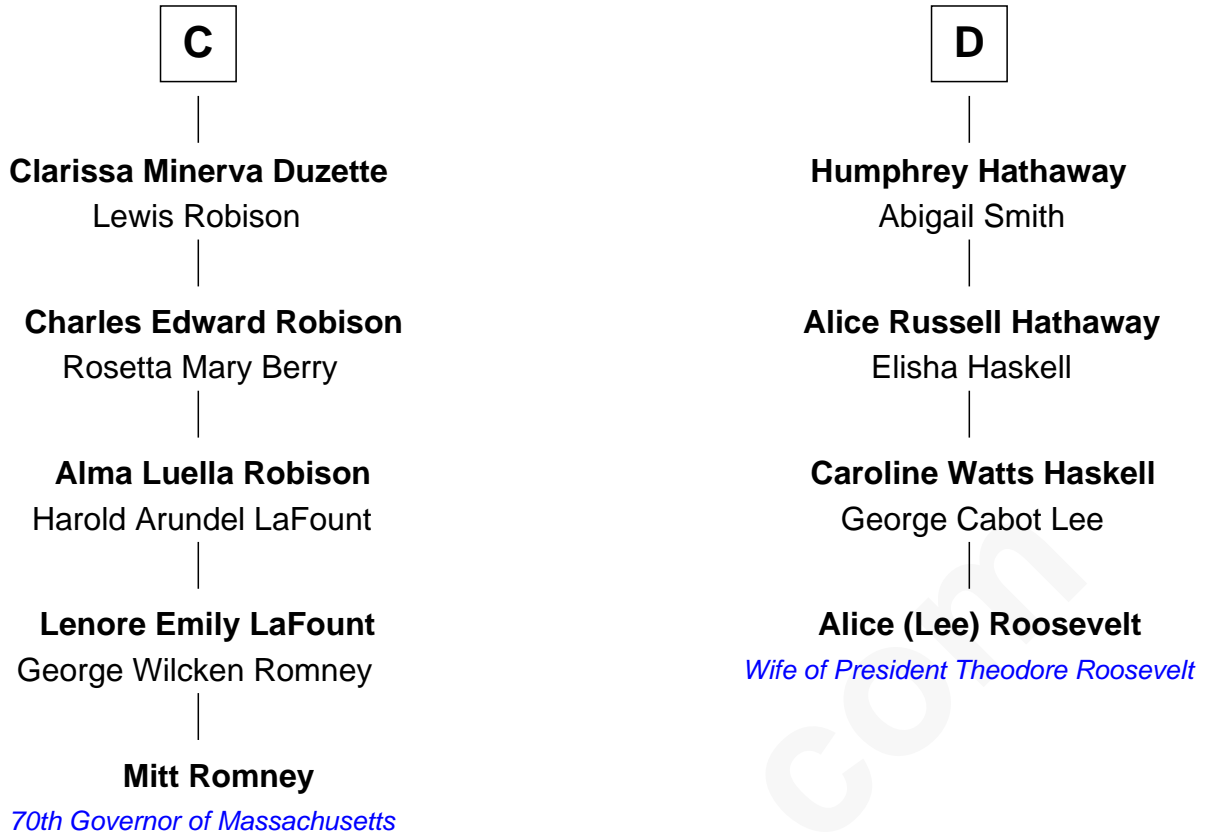 C
Clarissa Minerva Duzette
Lewis Robison
Charles Edward Robison
Rosetta Mary Berry
Alma Luella Robison
Harold Arundel LaFount
Lenore Emily LaFount
George Wilcken Romney
Mitt Romney
70th Governor of Massachusetts
D
Humphrey Hathaway
Abigail Smith
Alice Russell Hathaway
Elisha Haskell
Caroline Watts Haskell
George Cabot Lee
Alice (Lee) Roosevelt
Wife of President Theodore Roosevelt
com